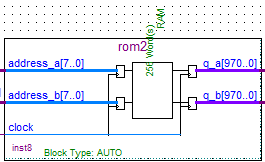 rom2
256 Word(s)
RAM
address_a[7..0]
q_a[970..0]
address_b[7..0]
q_b[970..0]
clock
inst8
Block Type: AUTO